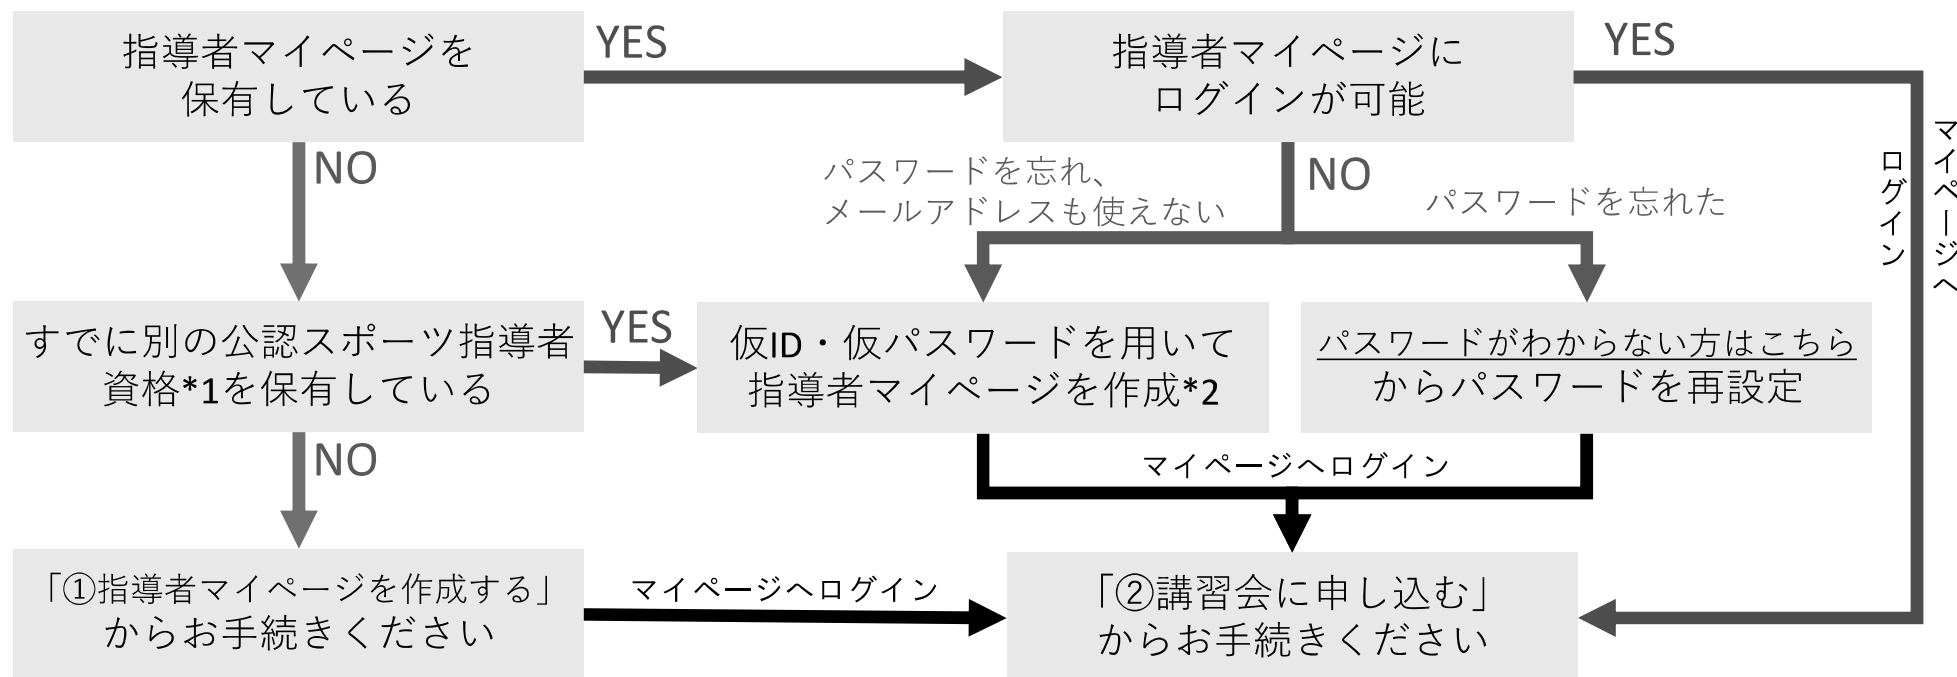 指導者マイページを
保有している
YES
指導者マイページに
ログインが可能
YES
マイページへ
ログイン
NO
パスワードを忘れ、
メールアドレスも使えない
NO
パスワードを忘れた
すでに別の公認スポーツ指導者
資格*1を保有している
YES
仮ID・仮パスワードを用いて
指導者マイページを作成*2
パスワードがわからない方はこちら
からパスワードを再設定
NO
マイページへログイン
「①指導者マイページを作成する」
からお手続きください
マイページへログイン
「②講習会に申し込む」
からお手続きください